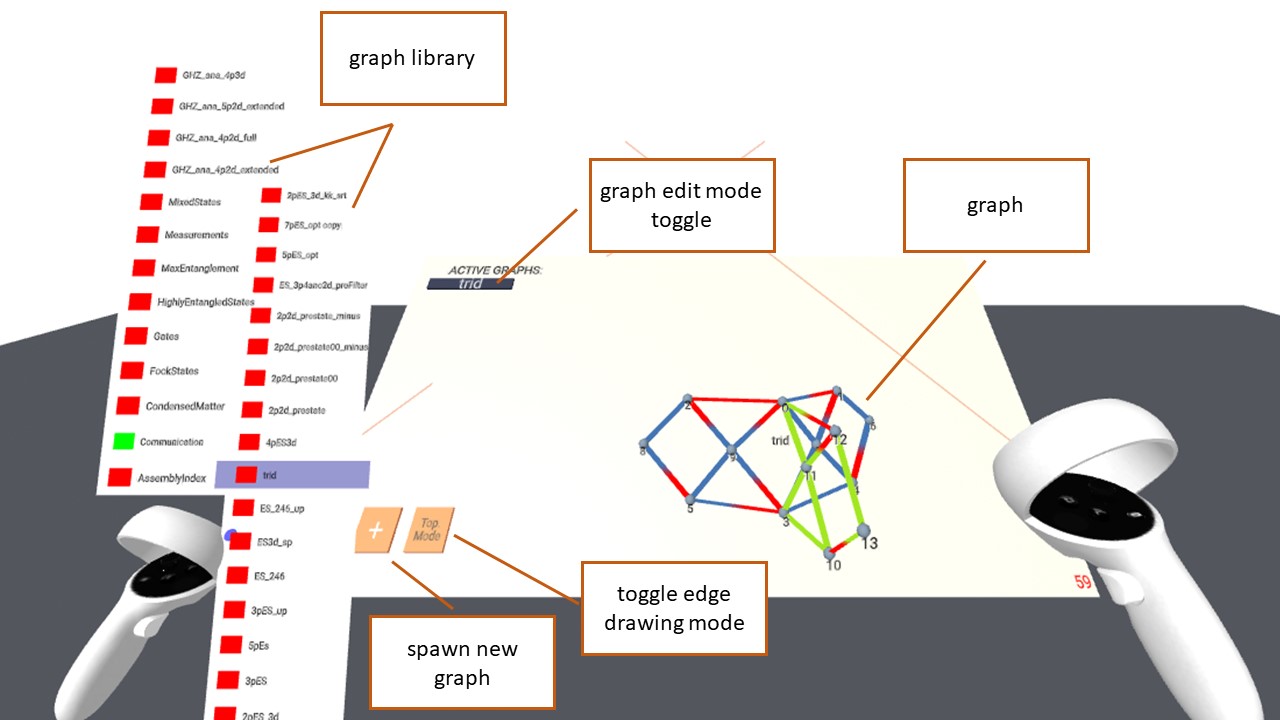 graph library
GHZ_ana_4p3d
GHZ_ana_5p2d_extended
GHZ_ana_4p2d_full
GHZ_ana_4p2d_extended
MixedStates
Measurements
MaxEntanglement
HighlyEntangledStates
Gates
FockStates
CondensedMatter
Communication
AssemblyIndex
2pES_3d_kk_srt
7pES_opt copy
5pES_opt
2p2d_prestate_minus
2p2d_prestate00_minus
2p2d_prestate00
2p2d_prestate
4pES3d
trid
ES_246_up
ES3d_sp
ES_246
3pES_up
5pEs
3pES
2pES_3d
graph edit mode
toggle
graph
ACTIVE GRAPHS:
trid
2
0
1
6
8
9
trid
12
11
4
5
3
13
10
59
+
Top
Mode
toggle edge
drawing mode
spawn new
graph